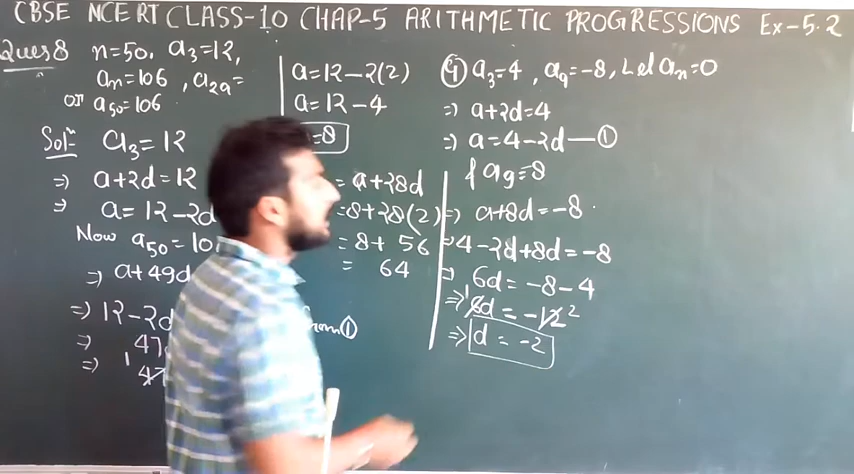 CBSE NCERT CLASS-10 CHAP-5 ARITHMETIC PROGRESSIONS Ex-5.2
Ques 8 n=50, a₃=12,
aₙ=106, a₂₉=
or a₅₀=106
Solⁿ: a₃=12
⇒ a+2d=12
⇒ a=12-2d
Now a₅₀=10
⇒ a+49d
⇒ 12-2d
⇒ 47
⇒ 1 47
a=12-2(2)
a=12-4
=8
=a+28d
=8+28(2)
=8+56
= 64
from①
⑨ a₃=4, a₉=-8, Let aₙ=0
⇒ a+2d=4
⇒ a=4-2d—①
& a₉=8
⇒ a+8d=-8
⇒ 4-2d+8d=-8
⇒ 6d=-8-4
⇒ 1 6d=-12 2
⇒ d=-2